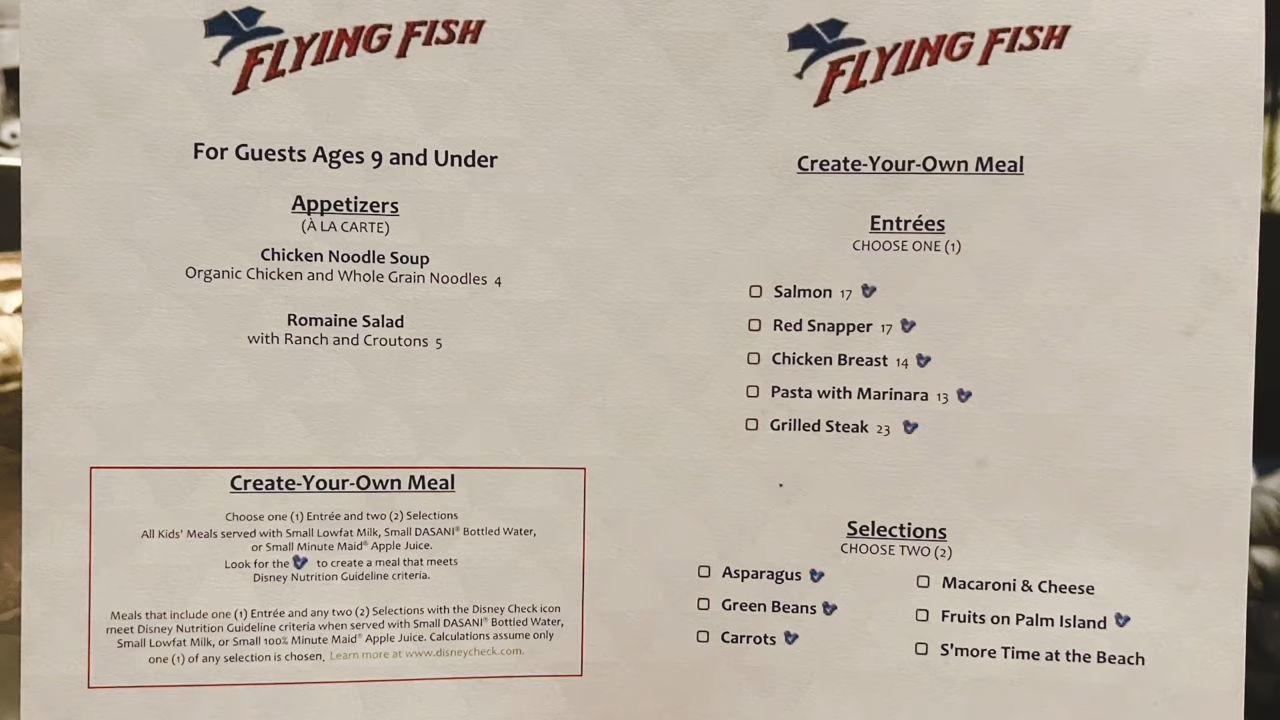 FLYING FISH
For Guests Ages 9 and Under
Appetizers
(À LA CARTE)
Chicken Noodle Soup
Organic Chicken and Whole Grain Noodles 4
Romaine Salad
with Ranch and Croutons 5
Create-Your-Own Meal
Choose one (1) Entrée and two (2) Selections
All Kids' Meals served with Small Lowfat Milk, Small DASANI® Bottled Water,
or Small Minute Maid® Apple Juice.
Look for the to create a meal that meets
Disney Nutrition Guideline criteria.
Meals that include one (1) Entrée and any two (2) Selections with the Disney Check icon
meet Disney Nutrition Guideline criteria when served with Small DASANI® Bottled Water,
Small Lowfat Milk, or Small 100% Minute Maid® Apple Juice. Calculations assume only
one (1) of any selection is chosen. Learn more at www.disneycheck.com.
FLYING FISH
Create-Your-Own Meal
Entrées
CHOOSE ONE (1)
Salmon 17
Red Snapper 17
Chicken Breast 14
Pasta with Marinara 13
Grilled Steak 23
Selections
CHOOSE TWO (2)
Asparagus
Green Beans
Carrots
Macaroni & Cheese
Fruits on Palm Island
S'more Time at the Beach